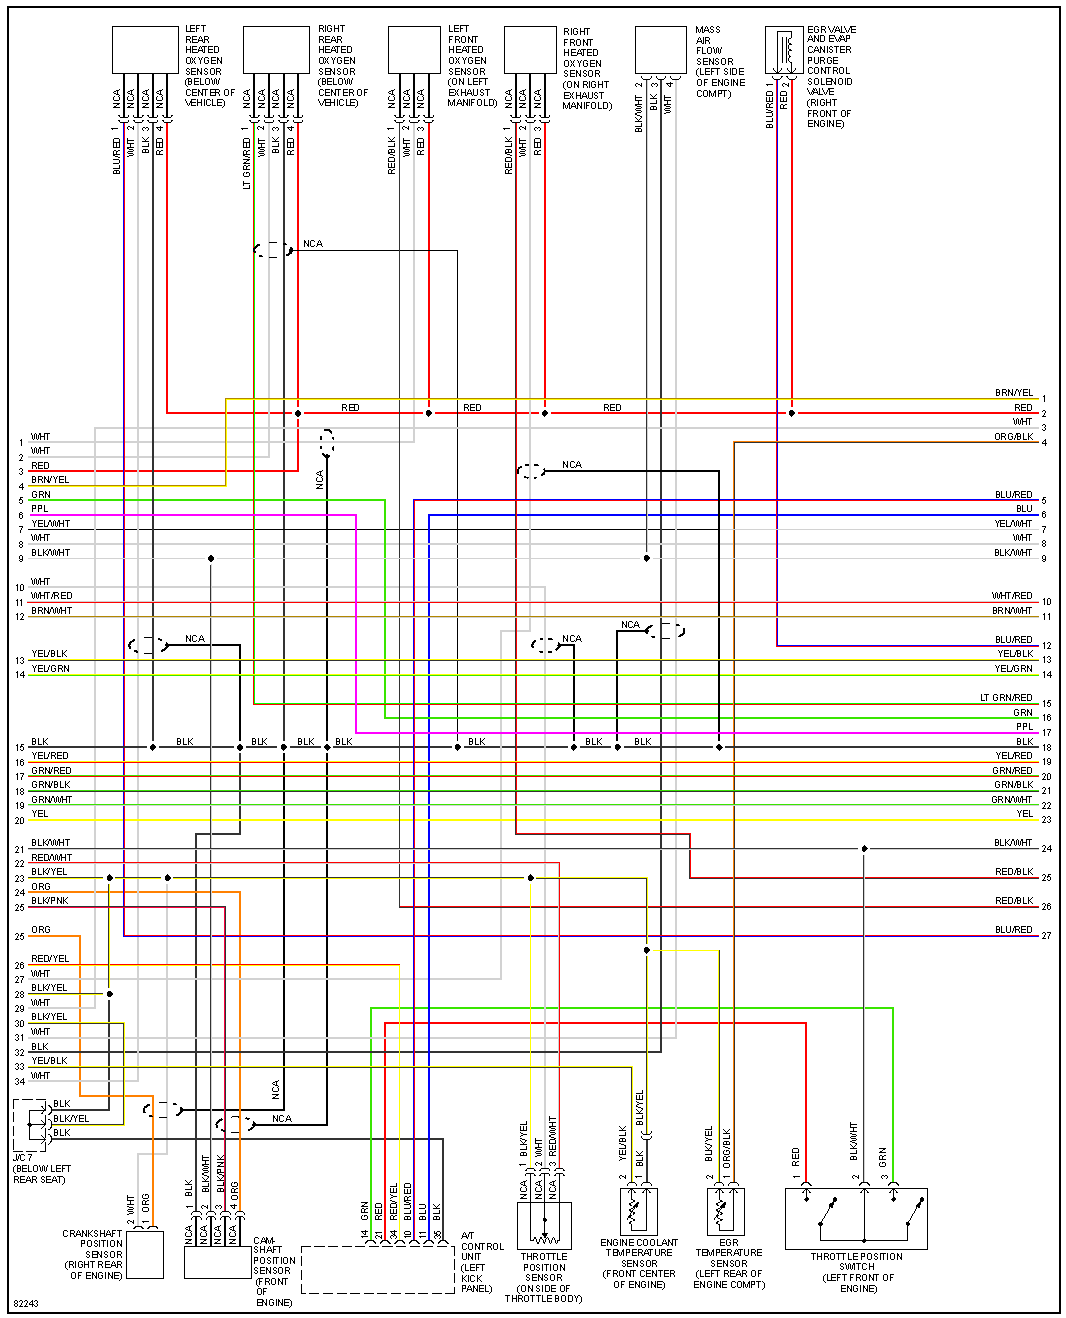 LEFT
REAR
HEATED
OXYGEN
SENSOR
(BELOW
CENTER OF
VEHICLE)
RIGHT
REAR
HEATED
OXYGEN
SENSOR
(BELOW
CENTER OF
VEHICLE)
LEFT
FRONT
HEATED
OXYGEN
SENSOR
(ON LEFT
EXHAUST
MANIFOLD)
RIGHT
FRONT
HEATED
OXYGEN
SENSOR
(ON RIGHT
EXHAUST
MANIFOLD)
MASS
AIR
FLOW
SENSOR
(LEFT SIDE
OF ENGINE
COMPT)
EGR VALVE
AND EVAP
CANISTER
PURGE
CONTROL
SOLENOID
VALVE
(RIGHT
FRONT OF
ENGINE)
NCA NCA NCA NCA
NCA NCA NCA NCA
NCA NCA NCA
NCA NCA NCA
BLU/RED 1
WHT 2
BLK 3
RED 4
LT GRN/RED 1
WHT 2
BLK 3
RED 4
RED/BLK 1
WHT 2
RED 3
RED/BLK 1
WHT 2
RED 3
BLK/WHT 2
BLK 3
WHT 4
BLU/RED 1
RED 2
NCA
RED
RED
RED
BRN/YEL 1
RED 2
WHT 3
ORG/BLK 4
BLU/RED 5
BLU 6
YEL/WHT 7
WHT 8
BLK/WHT 9
WHT/RED 10
BRN/WHT 11
BLU/RED 12
YEL/BLK 13
YEL/GRN 14
LT GRN/RED 15
GRN 16
PPL 17
BLK 18
YEL/RED 19
GRN/RED 20
GRN/BLK 21
GRN/WHT 22
YEL 23
BLK/WHT 24
RED/BLK 25
RED/BLK 26
BLU/RED 27
1 WHT
2 WHT
3 RED
4 BRN/YEL
5 GRN
6 PPL
7 YEL/WHT
8 WHT
9 BLK/WHT
10 WHT
11 WHT/RED
12 BRN/WHT
13 YEL/BLK
14 YEL/GRN
15 BLK
16 YEL/RED
17 GRN/RED
18 GRN/BLK
19 GRN/WHT
20 YEL
21 BLK/WHT
22 RED/WHT
23 BLK/YEL
24 ORG
25 BLK/PNK
25 ORG
26 RED/YEL
27 WHT
28 BLK/YEL
29 WHT
30 BLK/YEL
31 WHT
32 BLK
33 YEL/BLK
34 WHT
NCA
NCA
NCA
NCA
NCA
BLK
BLK
BLK
BLK
BLK
BLK
NCA
NCA
BLK
BLK/YEL
BLK
J/C 7
(BELOW LEFT
REAR SEAT)
2 WHT
1 ORG
CRANKSHAFT
POSITION
SENSOR
(RIGHT REAR
OF ENGINE)
BLK 1
BLK/WHT 2
BLK/PNK 3
ORG 4
NCA NCA NCA NCA
CAM-
SHAFT
POSITION
SENSOR
(FRONT
OF
ENGINE)
GRN 14
RED 21
RED/YEL 34
BLU/RED 10
BLU 11
BLK 35
A/T
CONTROL
UNIT
(LEFT
KICK
PANEL)
BLK/YEL 1
WHT 2
RED/WHT 3
NCA NCA NCA
THROTTLE
POSITION
SENSOR
(ON SIDE OF
THROTTLE BODY)
YEL/BLK 2
BLK/YEL
BLK 1
ENGINE COOLANT
TEMPERATURE
SENSOR
(FRONT CENTER
OF ENGINE)
BLK/YEL 2
ORG/BLK 1
EGR
TEMPERATURE
SENSOR
(LEFT REAR OF
ENGINE COMPT)
RED 1
BLK/WHT 2
GRN 3
THROTTLE POSITION
SWITCH
(LEFT FRONT OF
ENGINE)
82243